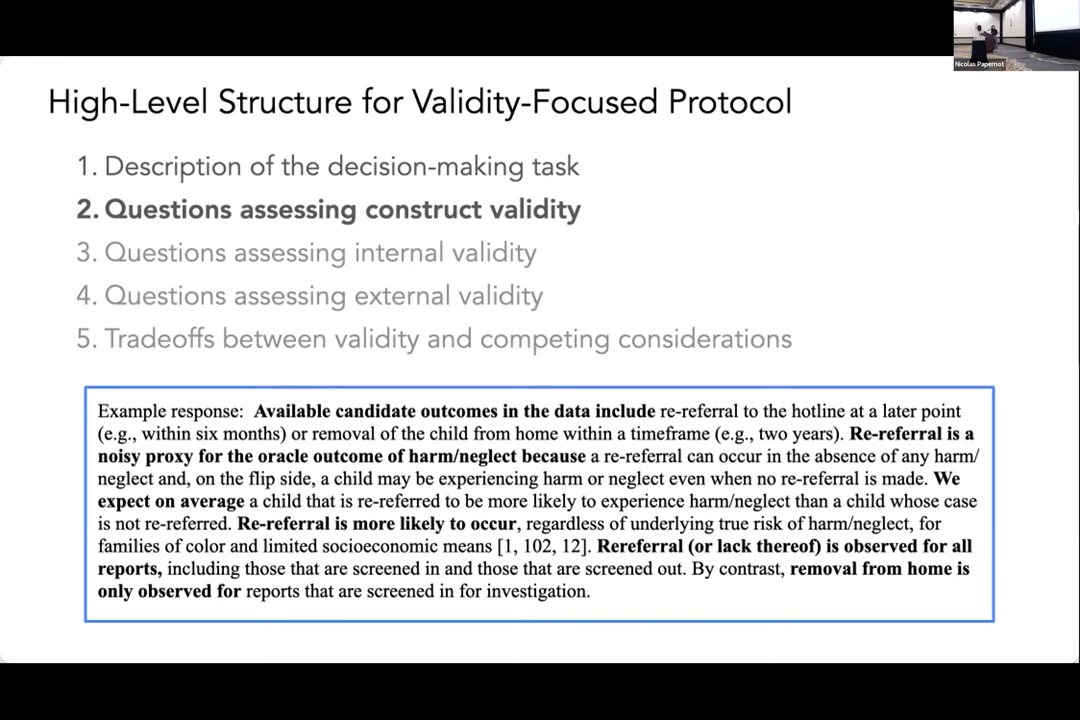 Nicolas Papernot
High-Level Structure for Validity-Focused Protocol
1. Description of the decision-making task
2. Questions assessing construct validity
3. Questions assessing internal validity
4. Questions assessing external validity
5. Tradeoffs between validity and competing considerations
Example response: Available candidate outcomes in the data include re-referral to the hotline at a later point
(e.g., within six months) or removal of the child from home within a timeframe (e.g., two years). Re-referral is a
noisy proxy for the oracle outcome of harm/neglect because a re-referral can occur in the absence of any harm/
neglect and, on the flip side, a child may be experiencing harm or neglect even when no re-referral is made. We
expect on average a child that is re-referred to be more likely to experience harm/neglect than a child whose case
is not re-referred. Re-referral is more likely to occur, regardless of underlying true risk of harm/neglect, for
families of color and limited socioeconomic means [1, 102, 12]. Rereferral (or lack thereof) is observed for all
reports, including those that are screened in and those that are screened out. By contrast, removal from home is
only observed for reports that are screened in for investigation.